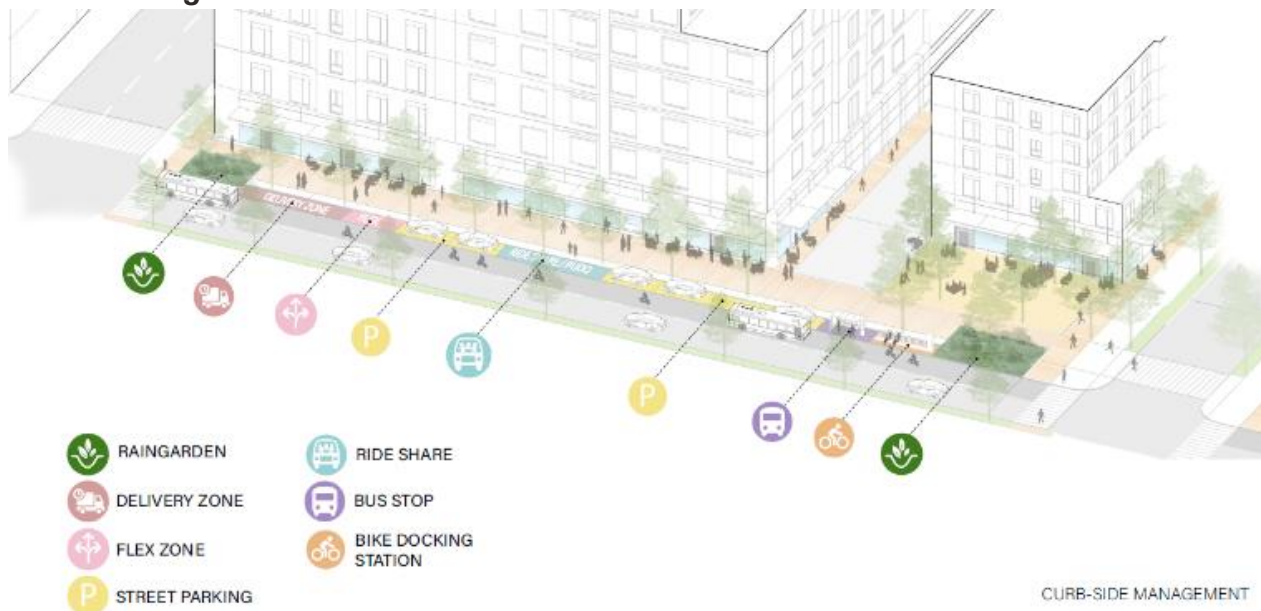 DELIVERY ZONE
FLEX
P
P
RAINGARDEN
RIDE SHARE
DELIVERY ZONE
BUS STOP
FLEX ZONE
BIKE DOCKING
STATION
P STREET PARKING
CURB-SIDE MANAGEMENT